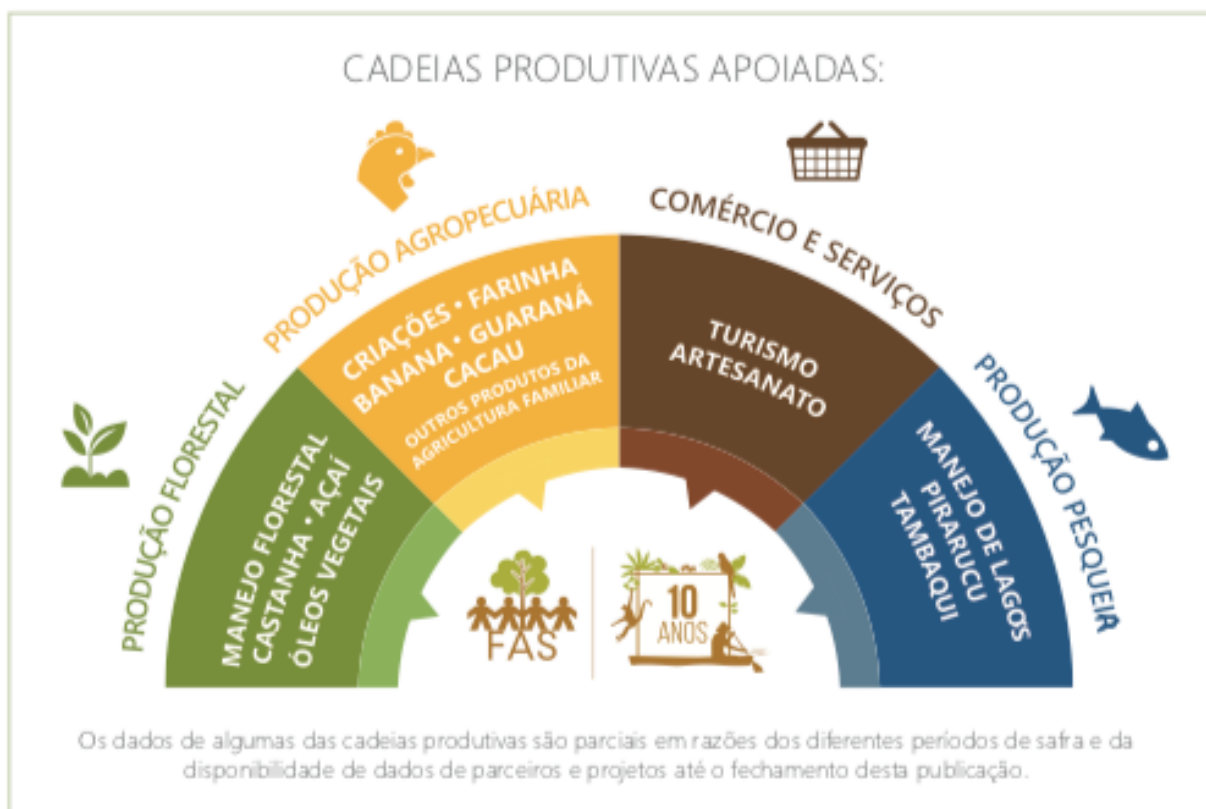 CADEIAS PRODUTIVAS APOIADAS:
PRODUÇÃO FLORESTAL
MANEJO FLORESTAL
CASTANHA • AÇAÍ
ÓLEOS VEGETAIS
PRODUÇÃO AGROPECUÁRIA
CRIAÇÕES • FARINHA
BANANA • GUARANÁ
CACAU
OUTROS PRODUTOS DA
AGRICULTURA FAMILIAR
COMÉRCIO E SERVIÇOS
TURISMO
ARTESANATO
PRODUÇÃO PESQUEIA
MANEJO DE LAGOS
PIRARUCU
TAMBAQUI
FAS
10
ANOS
Os dados de algumas das cadeias produtivas são parciais em razões dos diferentes períodos de safra e da
disponibilidade de dados de parceiros e projetos até o fechamento desta publicação.